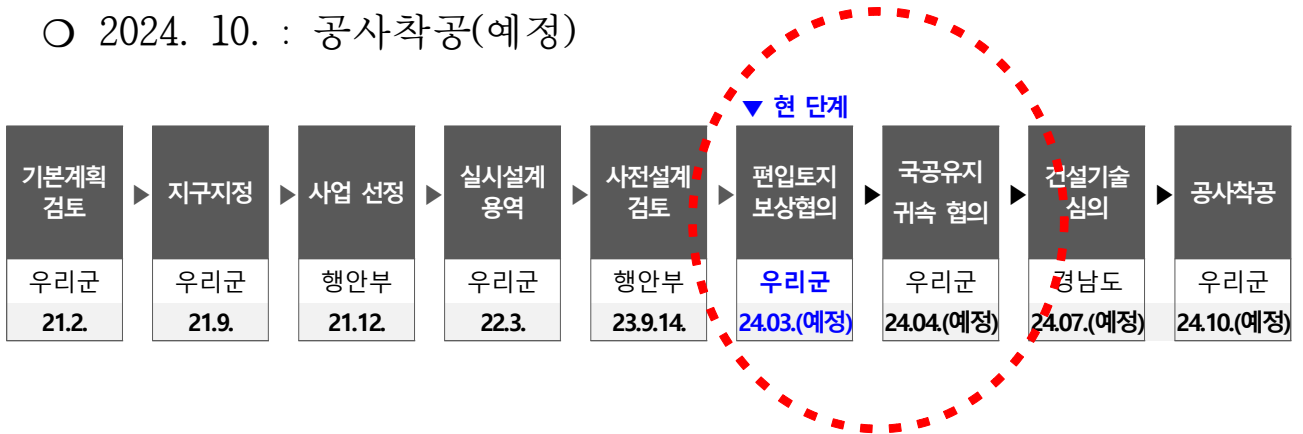 ❍ 2024. 10. : 공사착공(예정)
▼ 현 단계
기본계획
검토
▶
지구지정
▶
사업 선정
▶
실시설계
용역
▶
사전설계
검토
▶
편입토지
보상협의
▶
국공유지
귀속 협의
▶
건설기술
심의
▶
공사착공
우리군
우리군
행안부
우리군
행안부
우리군
우리군
경남도
우리군
21.2.
21.9.
21.12.
22.3.
23.9.14.
24.03.(예정)
24.04.(예정)
24.07.(예정)
24.10.(예정)